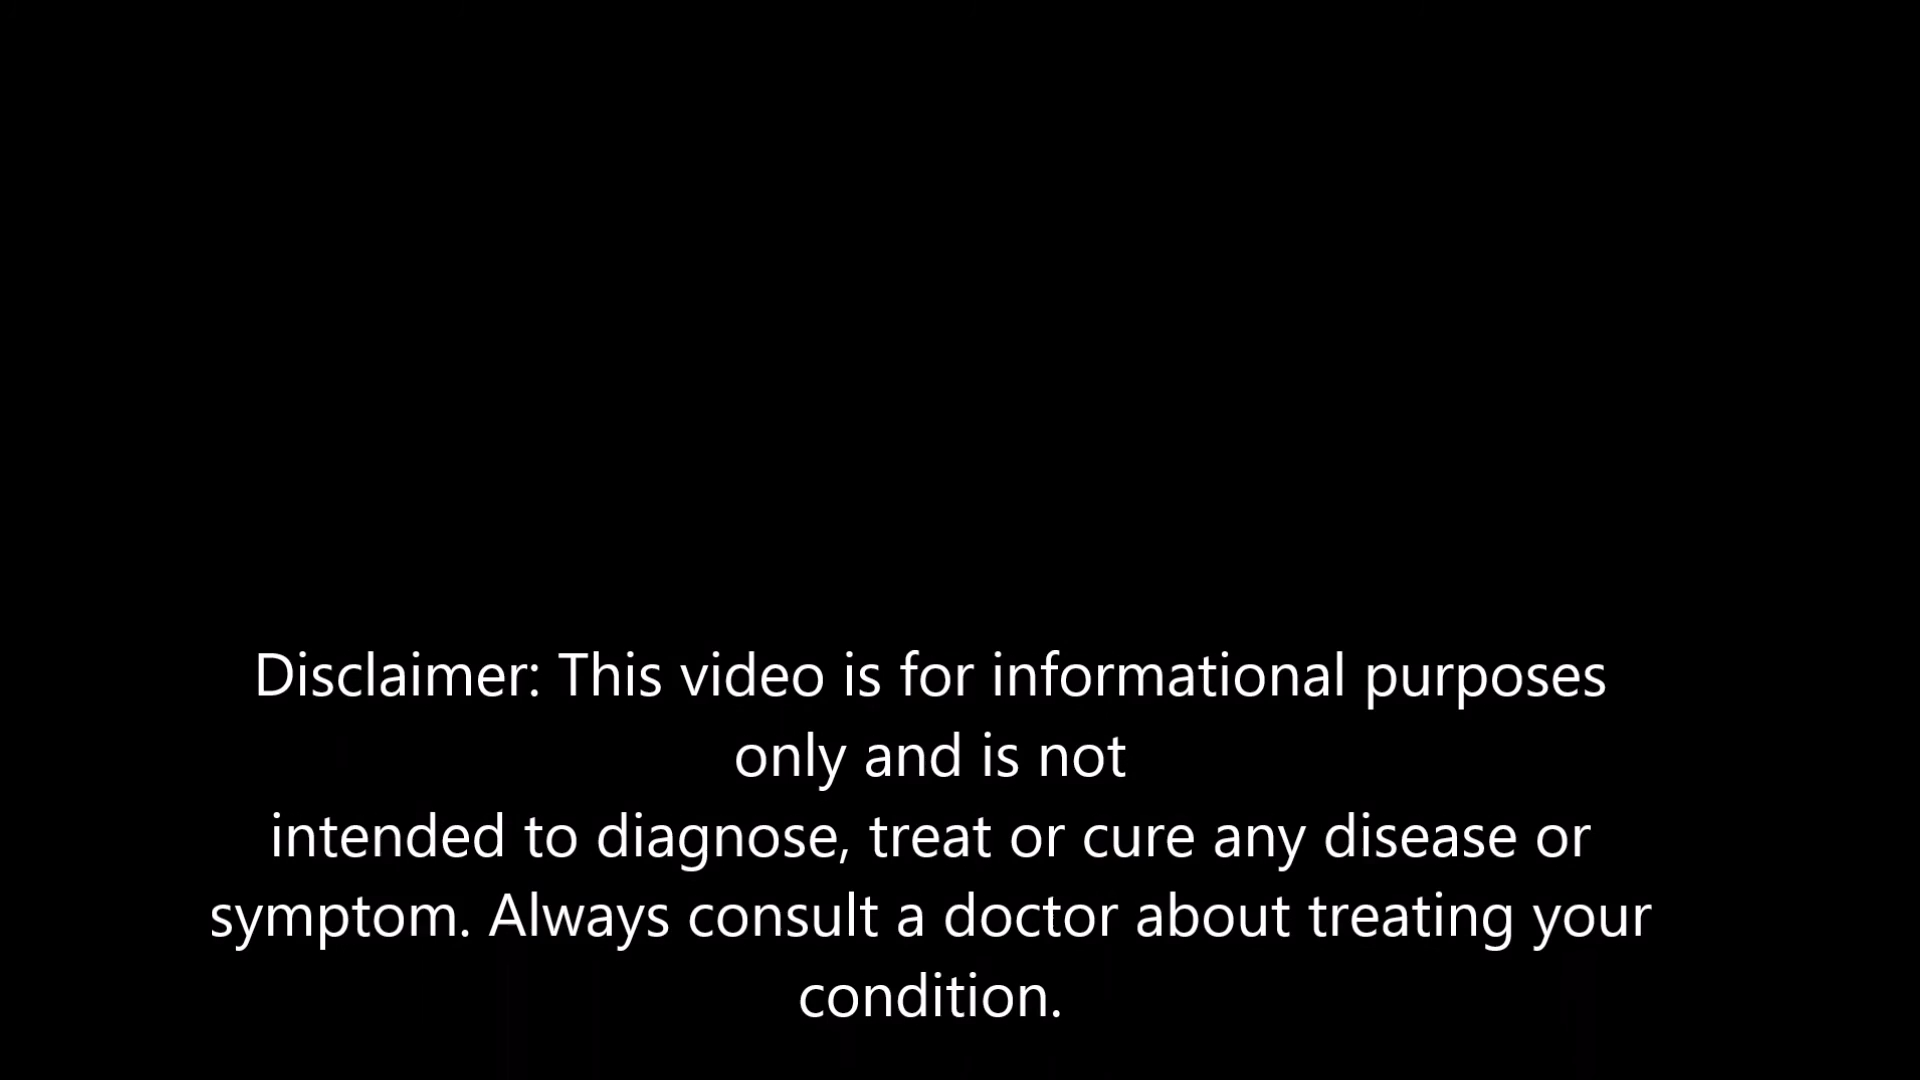 Disclaimer: This video is for informational purposes
only and is not
intended to diagnose, treat or cure any disease or
symptom. Always consult a doctor about treating your
condition.